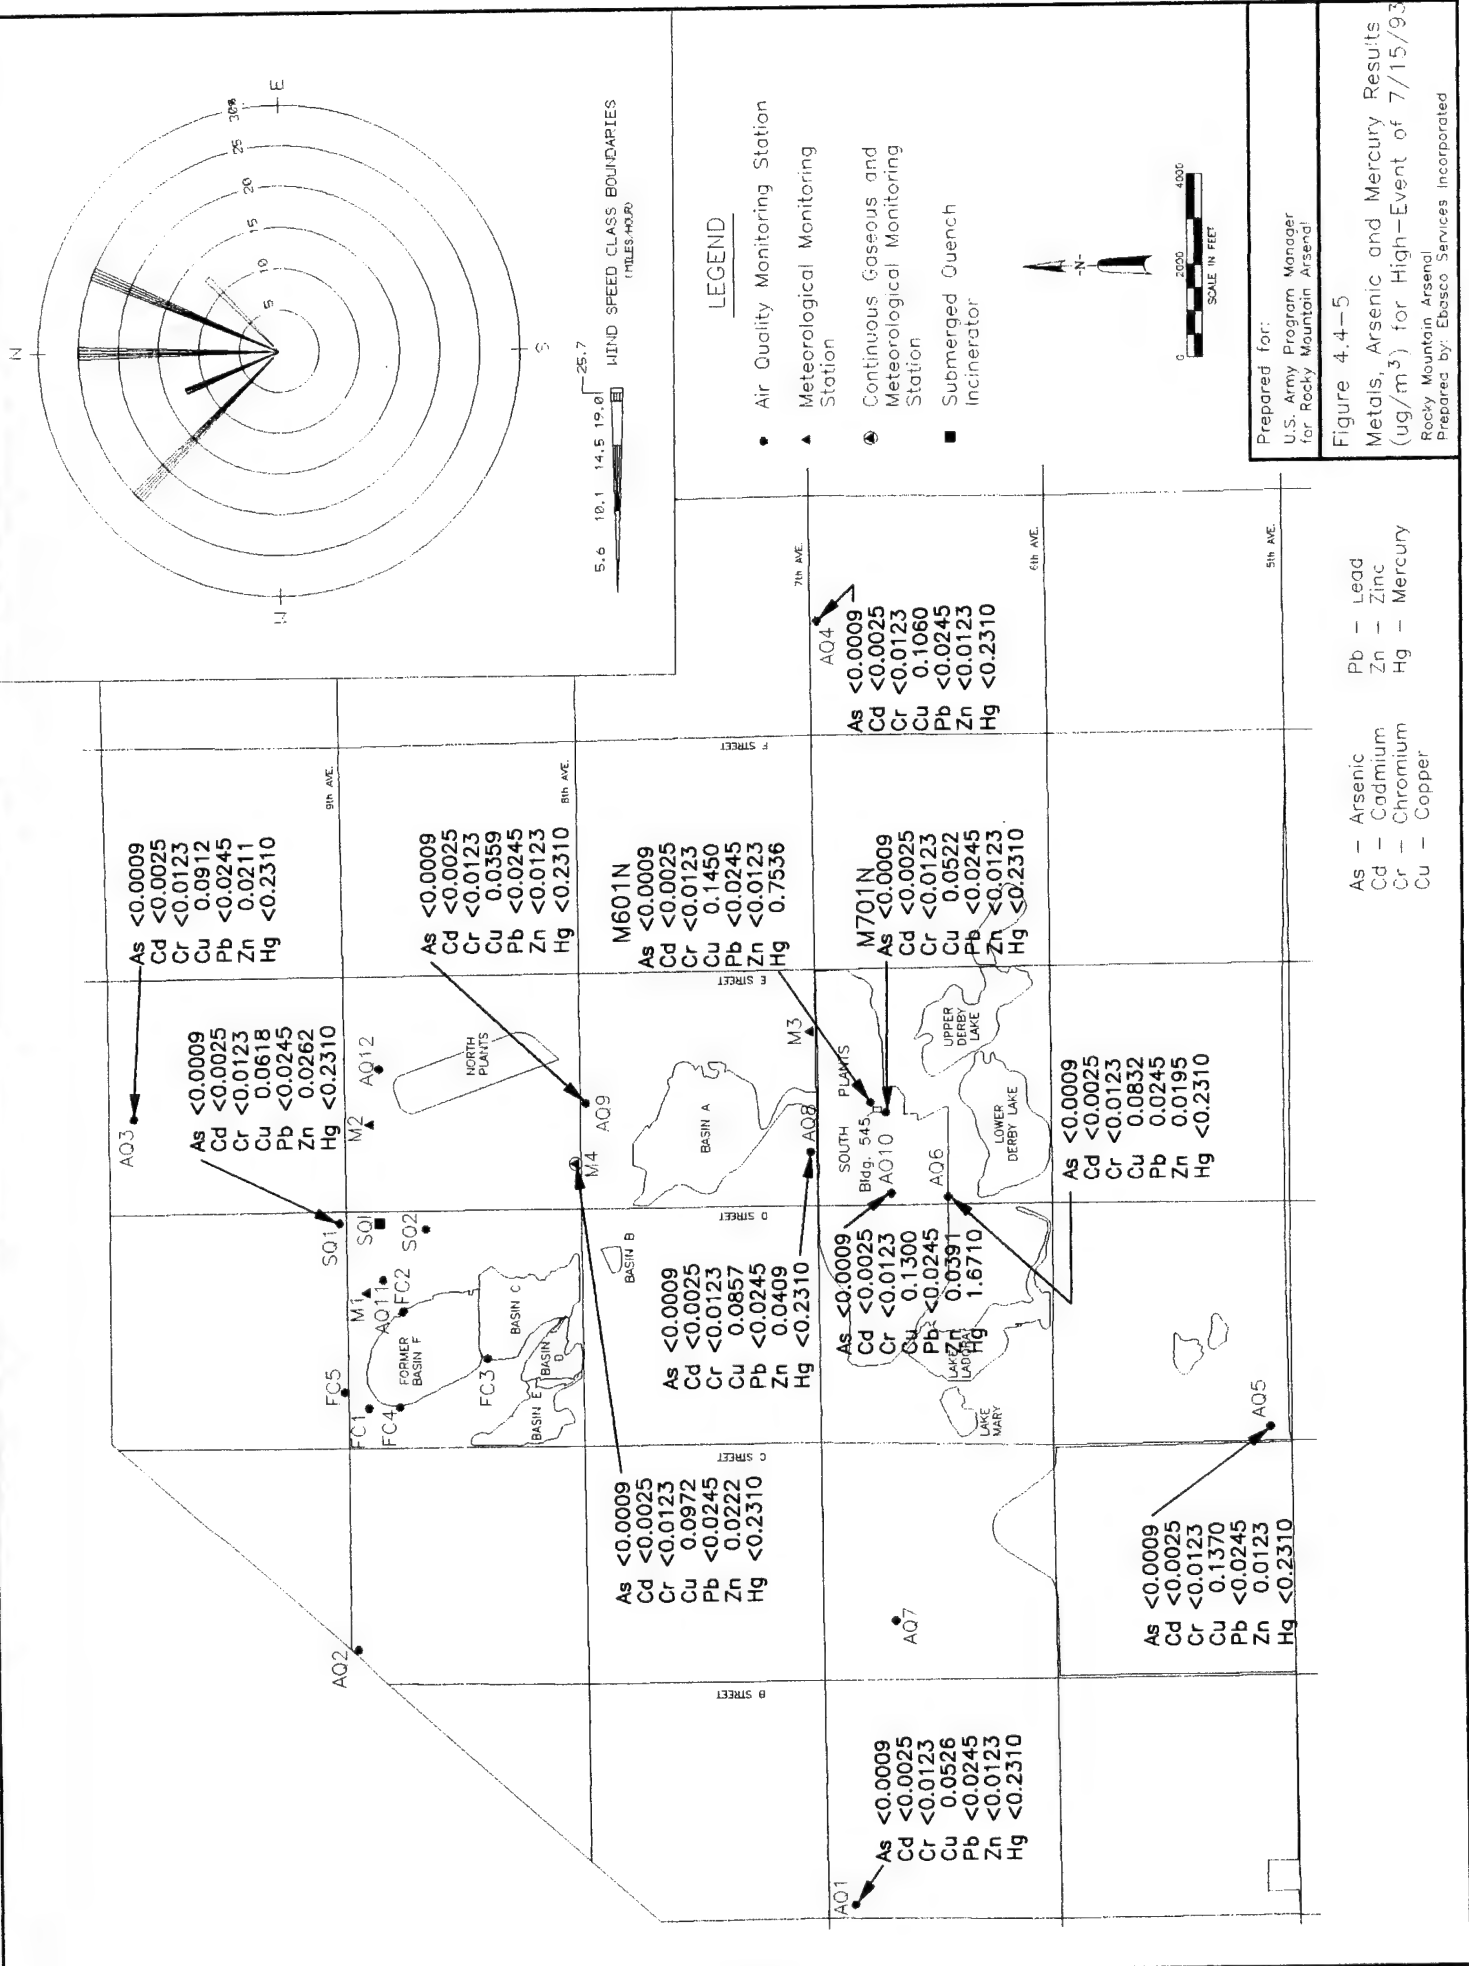 N
E
S
W
5
10
15
20
25
30%
25.7
5.6 10.1 14.5 19.0
WIND SPEED CLASS BOUNDARIES
(MILES/HOUR)
LEGEND
Air Quality Monitoring Station
Meteorological Monitoring
Station
Continuous Gaseous and
Meteorological Monitoring
Station
Submerged Quench
Incinerator
-N-
0 2000 4000
SCALE IN FEET
AQ3
As <0.0009
Cd <0.0025
Cr <0.0123
Cu 0.0912
Pb <0.0245
Zn 0.0211
Hg <0.2310
9th AVE.
As <0.0009
Cd <0.0025
Cr <0.0123
Cu 0.0618
Pb <0.0245
Zn 0.0262
Hg <0.2310
SQ1
SQI
SQ2
M2
AQ12
NORTH
PLANTS
As <0.0009
Cd <0.0025
Cr <0.0123
Cu 0.0359
Pb <0.0245
Zn <0.0123
Hg <0.2310
8th AVE.
AQ9
M4
AQ2
FC5
FC1
FC4
M1
AQ11
FC2
FORMER
BASIN F
FC3
BASIN C
BASIN
D
BASIN E
BASIN B
BASIN A
As <0.0009
Cd <0.0025
Cr <0.0123
Cu 0.0972
Pb <0.0245
Zn 0.0222
Hg <0.2310
B STREET
C STREET
D STREET
E STREET
F STREET
M601N
As <0.0009
Cd <0.0025
Cr <0.0123
Cu 0.1450
Pb <0.0245
Zn <0.0123
Hg 0.7536
As <0.0009
Cd <0.0025
Cr <0.0123
Cu 0.0857
Pb <0.0245
Zn 0.0409
Hg <0.2310
AQ8
M3
7th AVE.
AQ4
As <0.0009
Cd <0.0025
Cr <0.0123
Cu 0.1060
Pb <0.0245
Zn <0.0123
Hg <0.2310
SOUTH PLANTS
Bldg. 545
AQ10
AQ6
M701N
As <0.0009
Cd <0.0025
Cr <0.0123
Cu 0.0522
Pb <0.0245
Zn <0.0123
Hg <0.2310
As <0.0009
Cd <0.0025
Cr <0.0123
Cu 0.1300
Pb <0.0245
Zn 0.0391
Hg 1.6710
UPPER
DERBY
LAKE
LOWER
DERBY LAKE
LAKE
LADORA
LAKE
MARY
AQ7
AQ1
As <0.0009
Cd <0.0025
Cr <0.0123
Cu 0.0526
Pb <0.0245
Zn <0.0123
Hg <0.2310
6th AVE.
As <0.0009
Cd <0.0025
Cr <0.0123
Cu 0.0832
Pb 0.0245
Zn 0.0195
Hg <0.2310
As <0.0009
Cd <0.0025
Cr <0.0123
Cu 0.1370
Pb <0.0245
Zn 0.0123
Hg <0.2310
AQ5
5th AVE.
As - Arsenic
Cd - Cadmium
Cr - Chromium
Cu - Copper
Pb - Lead
Zn - Zinc
Hg - Mercury
Prepared for:
U.S. Army Program Manager
for Rocky Mountain Arsenal
Figure 4.4-5
Metals, Arsenic and Mercury Results
(ug/m³) for High-Event of 7/15/93
Rocky Mountain Arsenal
Prepared by: Ebasco Services Incorporated